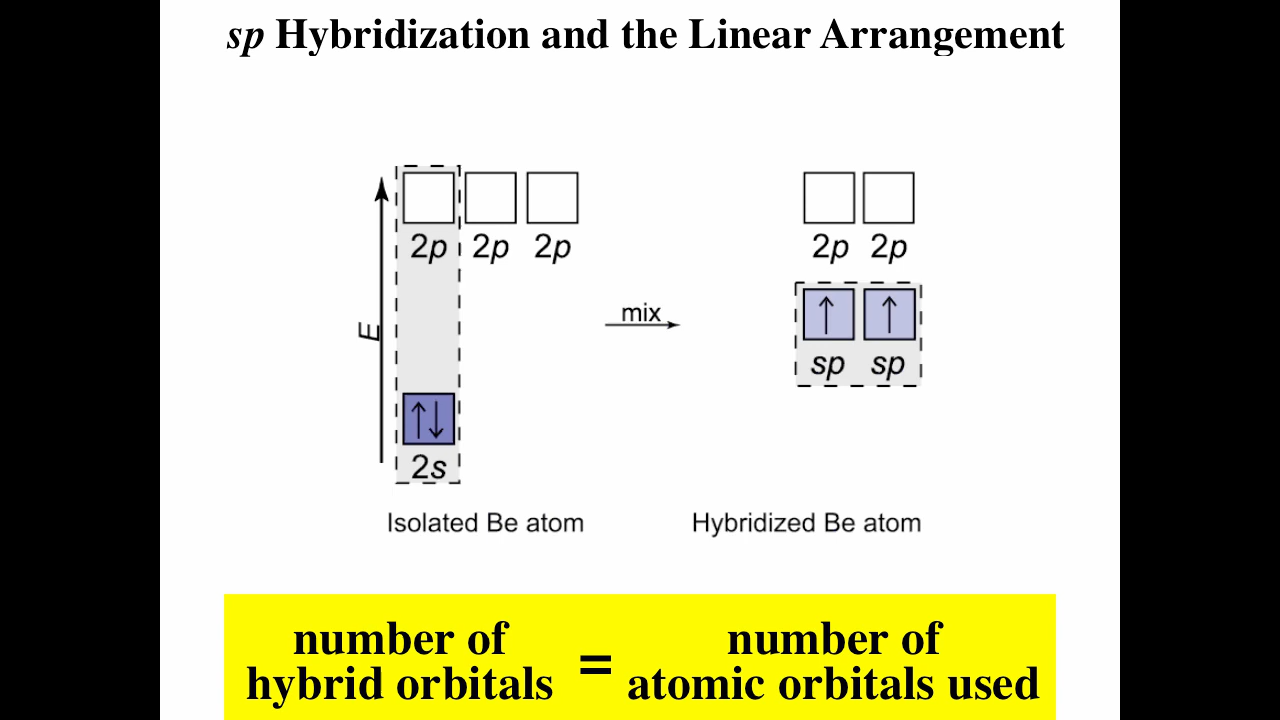 sp Hybridization and the Linear Arrangement
2p 2p 2p
2p 2p
mix
E
sp sp
2s
Isolated Be atom
Hybridized Be atom
number of
hybrid orbitals
=
number of
atomic orbitals used